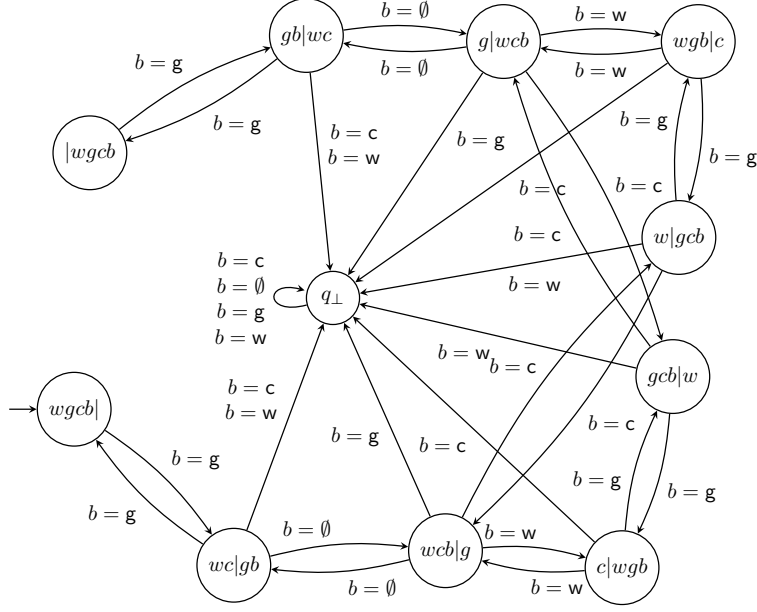 gb|wc
b = ∅
g|wcb
b = w
wgb|c
b = g
b = ∅
b = w
b = g
b = c
b = w
b = g
b = g
b = g
|wgcb
b = c
b = c
w|gcb
b = c
b = c
b = ∅
b = g
b = w
q⊥
b = w
b = w
b = c
gcb|w
wgcb|
b = c
b = w
b = g
b = g
b = c
b = c
b = g
b = g
b = g
wc|gb
b = ∅
b = ∅
wcb|g
b = w
b = w
c|wgb